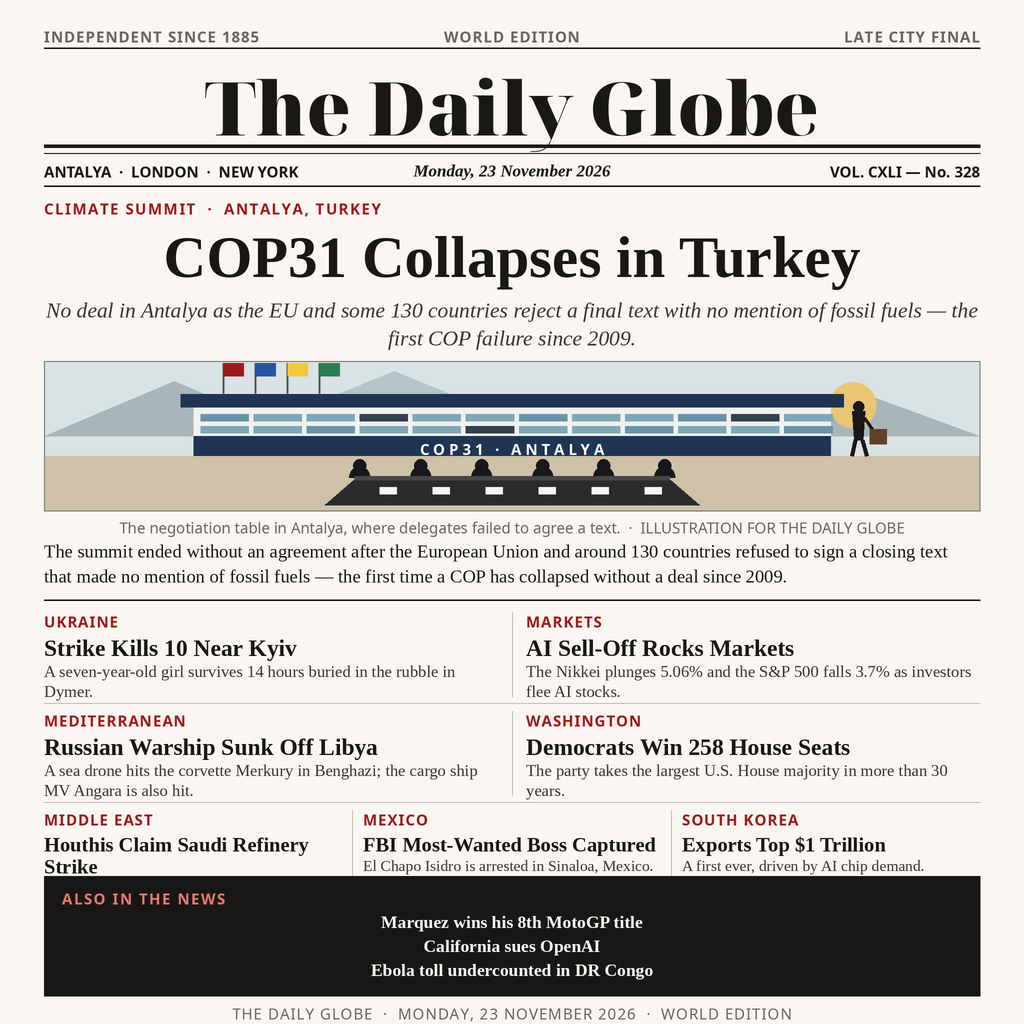 INDEPENDENT SINCE 1885
WORLD EDITION
LATE CITY FINAL
The Daily Globe
ANTALYA · LONDON · NEW YORK
Monday, 23 November 2026
VOL. CXLI — No. 328
CLIMATE SUMMIT · ANTALYA, TURKEY
COP31 Collapses in Turkey
No deal in Antalya as the EU and some 130 countries reject a final text with no mention of fossil fuels — the
first COP failure since 2009.
COP31 · ANTALYA
The negotiation table in Antalya, where delegates failed to agree a text. · ILLUSTRATION FOR THE DAILY GLOBE
The summit ended without an agreement after the European Union and around 130 countries refused to sign a closing text
that made no mention of fossil fuels — the first time a COP has collapsed without a deal since 2009.
UKRAINE
Strike Kills 10 Near Kyiv
A seven-year-old girl survives 14 hours buried in the rubble in
Dymer.
MARKETS
AI Sell-Off Rocks Markets
The Nikkei plunges 5.06% and the S&P 500 falls 3.7% as investors
flee AI stocks.
MEDITERRANEAN
Russian Warship Sunk Off Libya
A sea drone hits the corvette Merkury in Benghazi; the cargo ship
MV Angara is also hit.
WASHINGTON
Democrats Win 258 House Seats
The party takes the largest U.S. House majority in more than 30
years.
MIDDLE EAST
Houthis Claim Saudi Refinery
Strike
MEXICO
FBI Most-Wanted Boss Captured
El Chapo Isidro is arrested in Sinaloa, Mexico.
SOUTH KOREA
Exports Top $1 Trillion
A first ever, driven by AI chip demand.
ALSO IN THE NEWS
Marquez wins his 8th MotoGP title
California sues OpenAI
Ebola toll undercounted in DR Congo
THE DAILY GLOBE · MONDAY, 23 NOVEMBER 2026 · WORLD EDITION